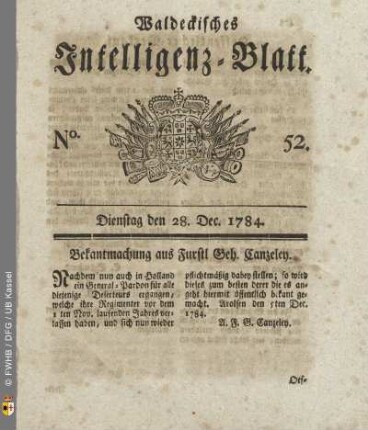 Waldeckisches
Intelligenz-Blatt.
No. 52.
Dienstag den 28. Dec. 1784.
Bekantmachung aus Fürstl Geh. Canzeley.
Nachdem nun auch in Holland
ein General-Pardon für alle
diejenige Deserteurs ergangen,
welche ihre Regimenter vor dem
1 ten Nov. laufenden Jahres ver-
lassen haben, und sich nun wieder
pflichtmäßig dabey stellen; so wird
dieses zum besten derer die es an-
geht hiermit öffentlich bekant ge-
macht. Arolsen den 5ten Dec.
1784.
A. F. G. Canzeley.
Oef-
© FWHB / DFG / UB Kassel